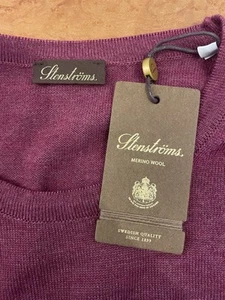 Stenströms.
Stenströms.
MERINO WOOL
SWEDISH QUALITY
SINCE 1899